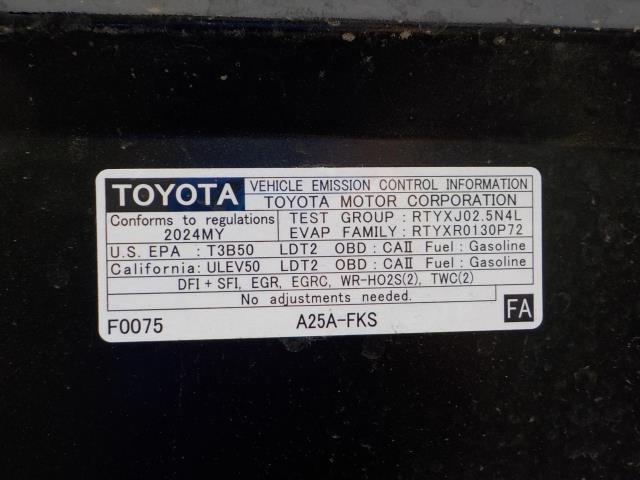 TOYOTA
VEHICLE EMISSION CONTROL INFORMATION
TOYOTA MOTOR CORPORATION
Conforms to regulations
2024MY
TEST GROUP : RTYXJ02.5N4L
EVAP FAMILY: RTYXR0130P72
U.S. EPA : T3B50 LDT2 OBD : CAⅡ Fuel : Gasoline
California: ULEV50 LDT2 OBD : CAⅡ Fuel : Gasoline
DFI + SFI, EGR, EGRC, WR-HO2S(2), TWC(2)
No adjustments needed.
F0075 A25A-FKS FA